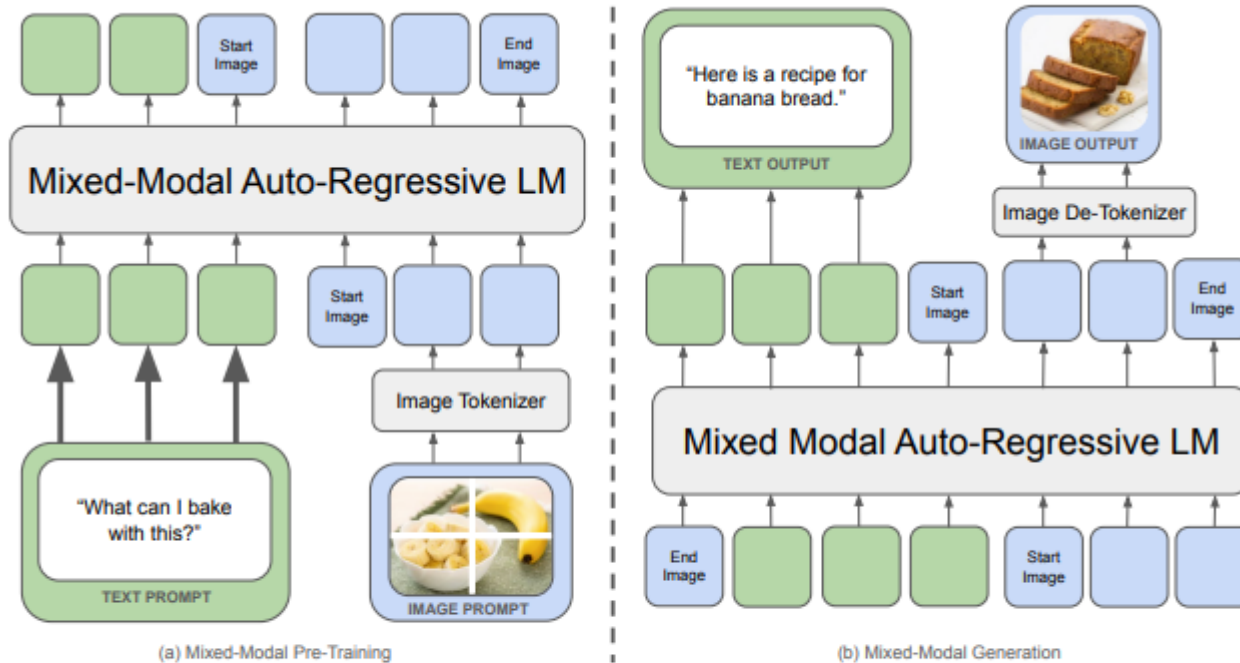 Start
Image
End
Image
Mixed-Modal Auto-Regressive LM
Start
Image
Image Tokenizer
“What can I bake
with this?”
TEXT PROMPT
IMAGE PROMPT
(a) Mixed-Modal Pre-Training
“Here is a recipe for
banana bread.”
TEXT OUTPUT
IMAGE OUTPUT
Image De-Tokenizer
Start
Image
End
Image
Mixed Modal Auto-Regressive LM
End
Image
Start
Image
(b) Mixed-Modal Generation